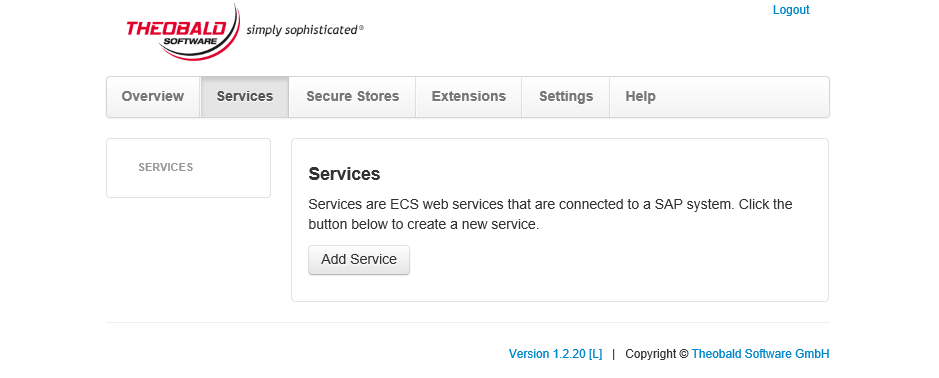 Logout
THEOBALD
SOFTWARE
simply sophisticated®
Overview Services Secure Stores Extensions Settings Help
SERVICES
Services
Services are ECS web services that are connected to a SAP system. Click the
button below to create a new service.
Add Service
Version 1.2.20 [L] | Copyright © Theobald Software GmbH